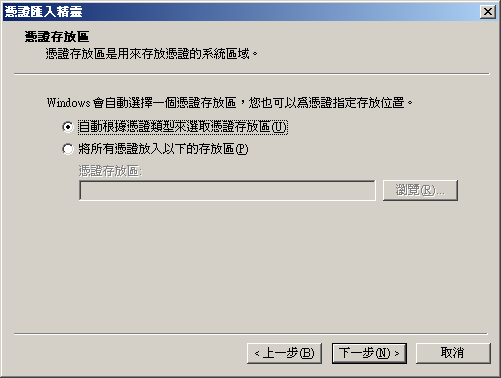 憑證匯入精靈
憑證存放區
憑證存放區是用來存放憑證的系統區域。
Windows 會自動選擇一個憑證存放區，您也可以為憑證指定存放位置。
自動根據憑證類型來選取憑證存放區(U)
將所有憑證放入以下的存放區(P)
憑證存放區:
瀏覽(R)...
< 上一步(B)
下一步(N) >
取消